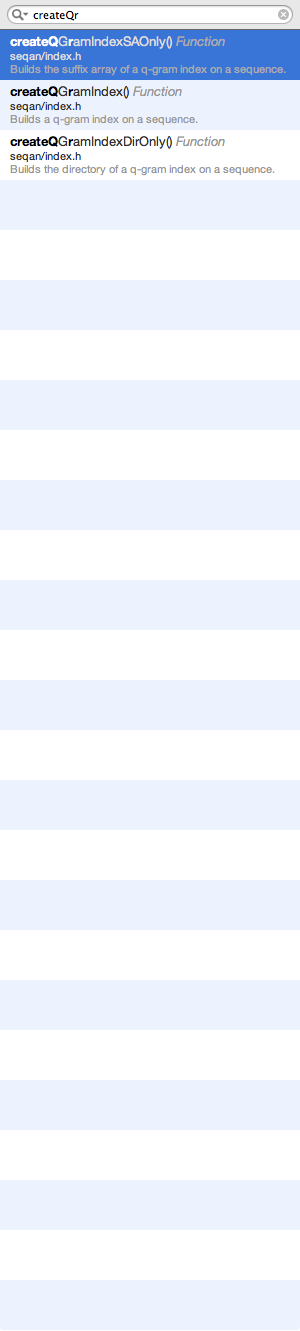 createQr
createQGramIndexSAOnly() Function
seqan/index.h
Builds the suffix array of a q-gram index on a sequence.
createQGramIndex() Function
seqan/index.h
Builds a q-gram index on a sequence.
createQGramIndexDirOnly() Function
seqan/index.h
Builds the directory of a q-gram index on a sequence.